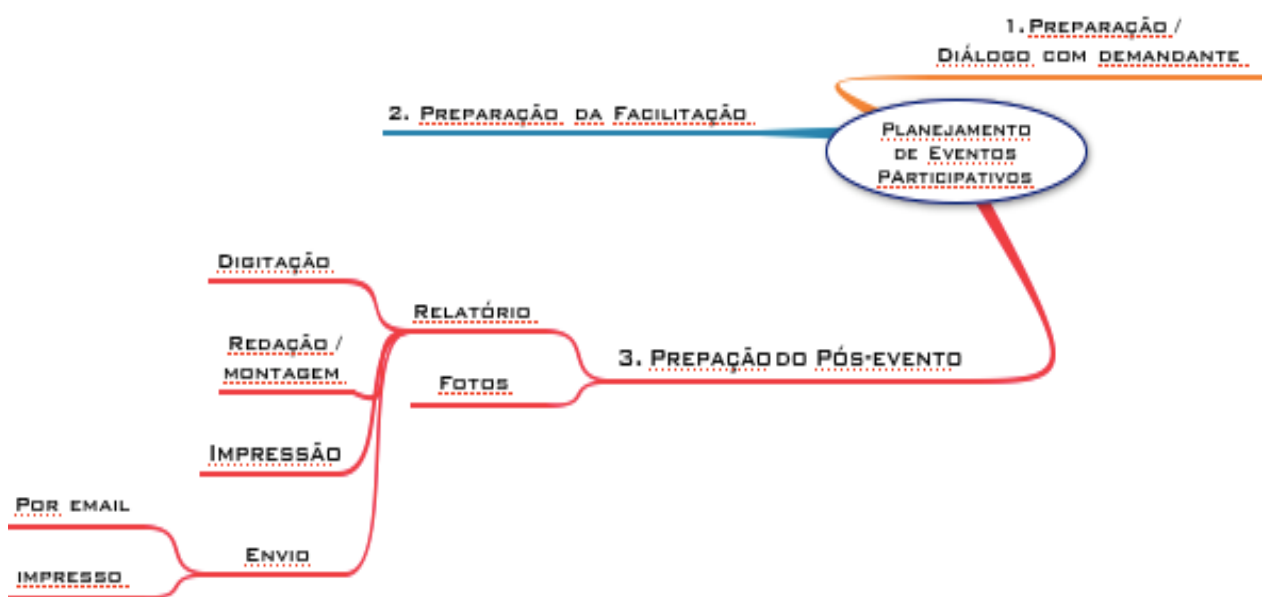 1. Preparação /
Diálogo com demandante
2. Preparação da Facilitação
Planejamento
de Eventos
PArticipativos
Digitação
Relatório
Redação /
montagem
3. Prepação do Pós-evento
Fotos
Impressão
Por email
Envio
impresso